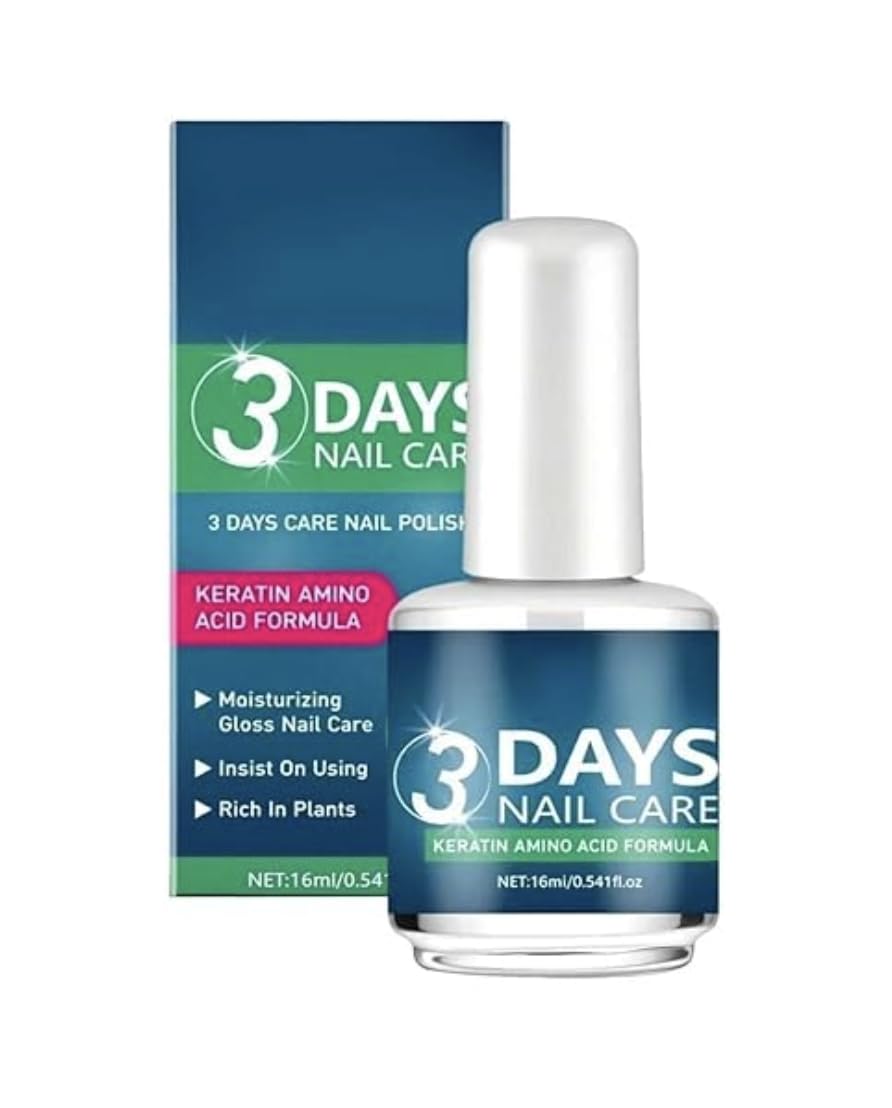 3 DAYS
NAIL CAR
3 DAYS CARE NAIL POLISH
KERATIN AMINO
ACID FORMULA
▶ Moisturizing
Gloss Nail Care
▶ Insist On Using
▶ Rich In Plants
NET:16ml/0.541
3 DAYS
NAIL CARE
KERATIN AMINO ACID FORMULA
NET:16ml/0.541fl.oz